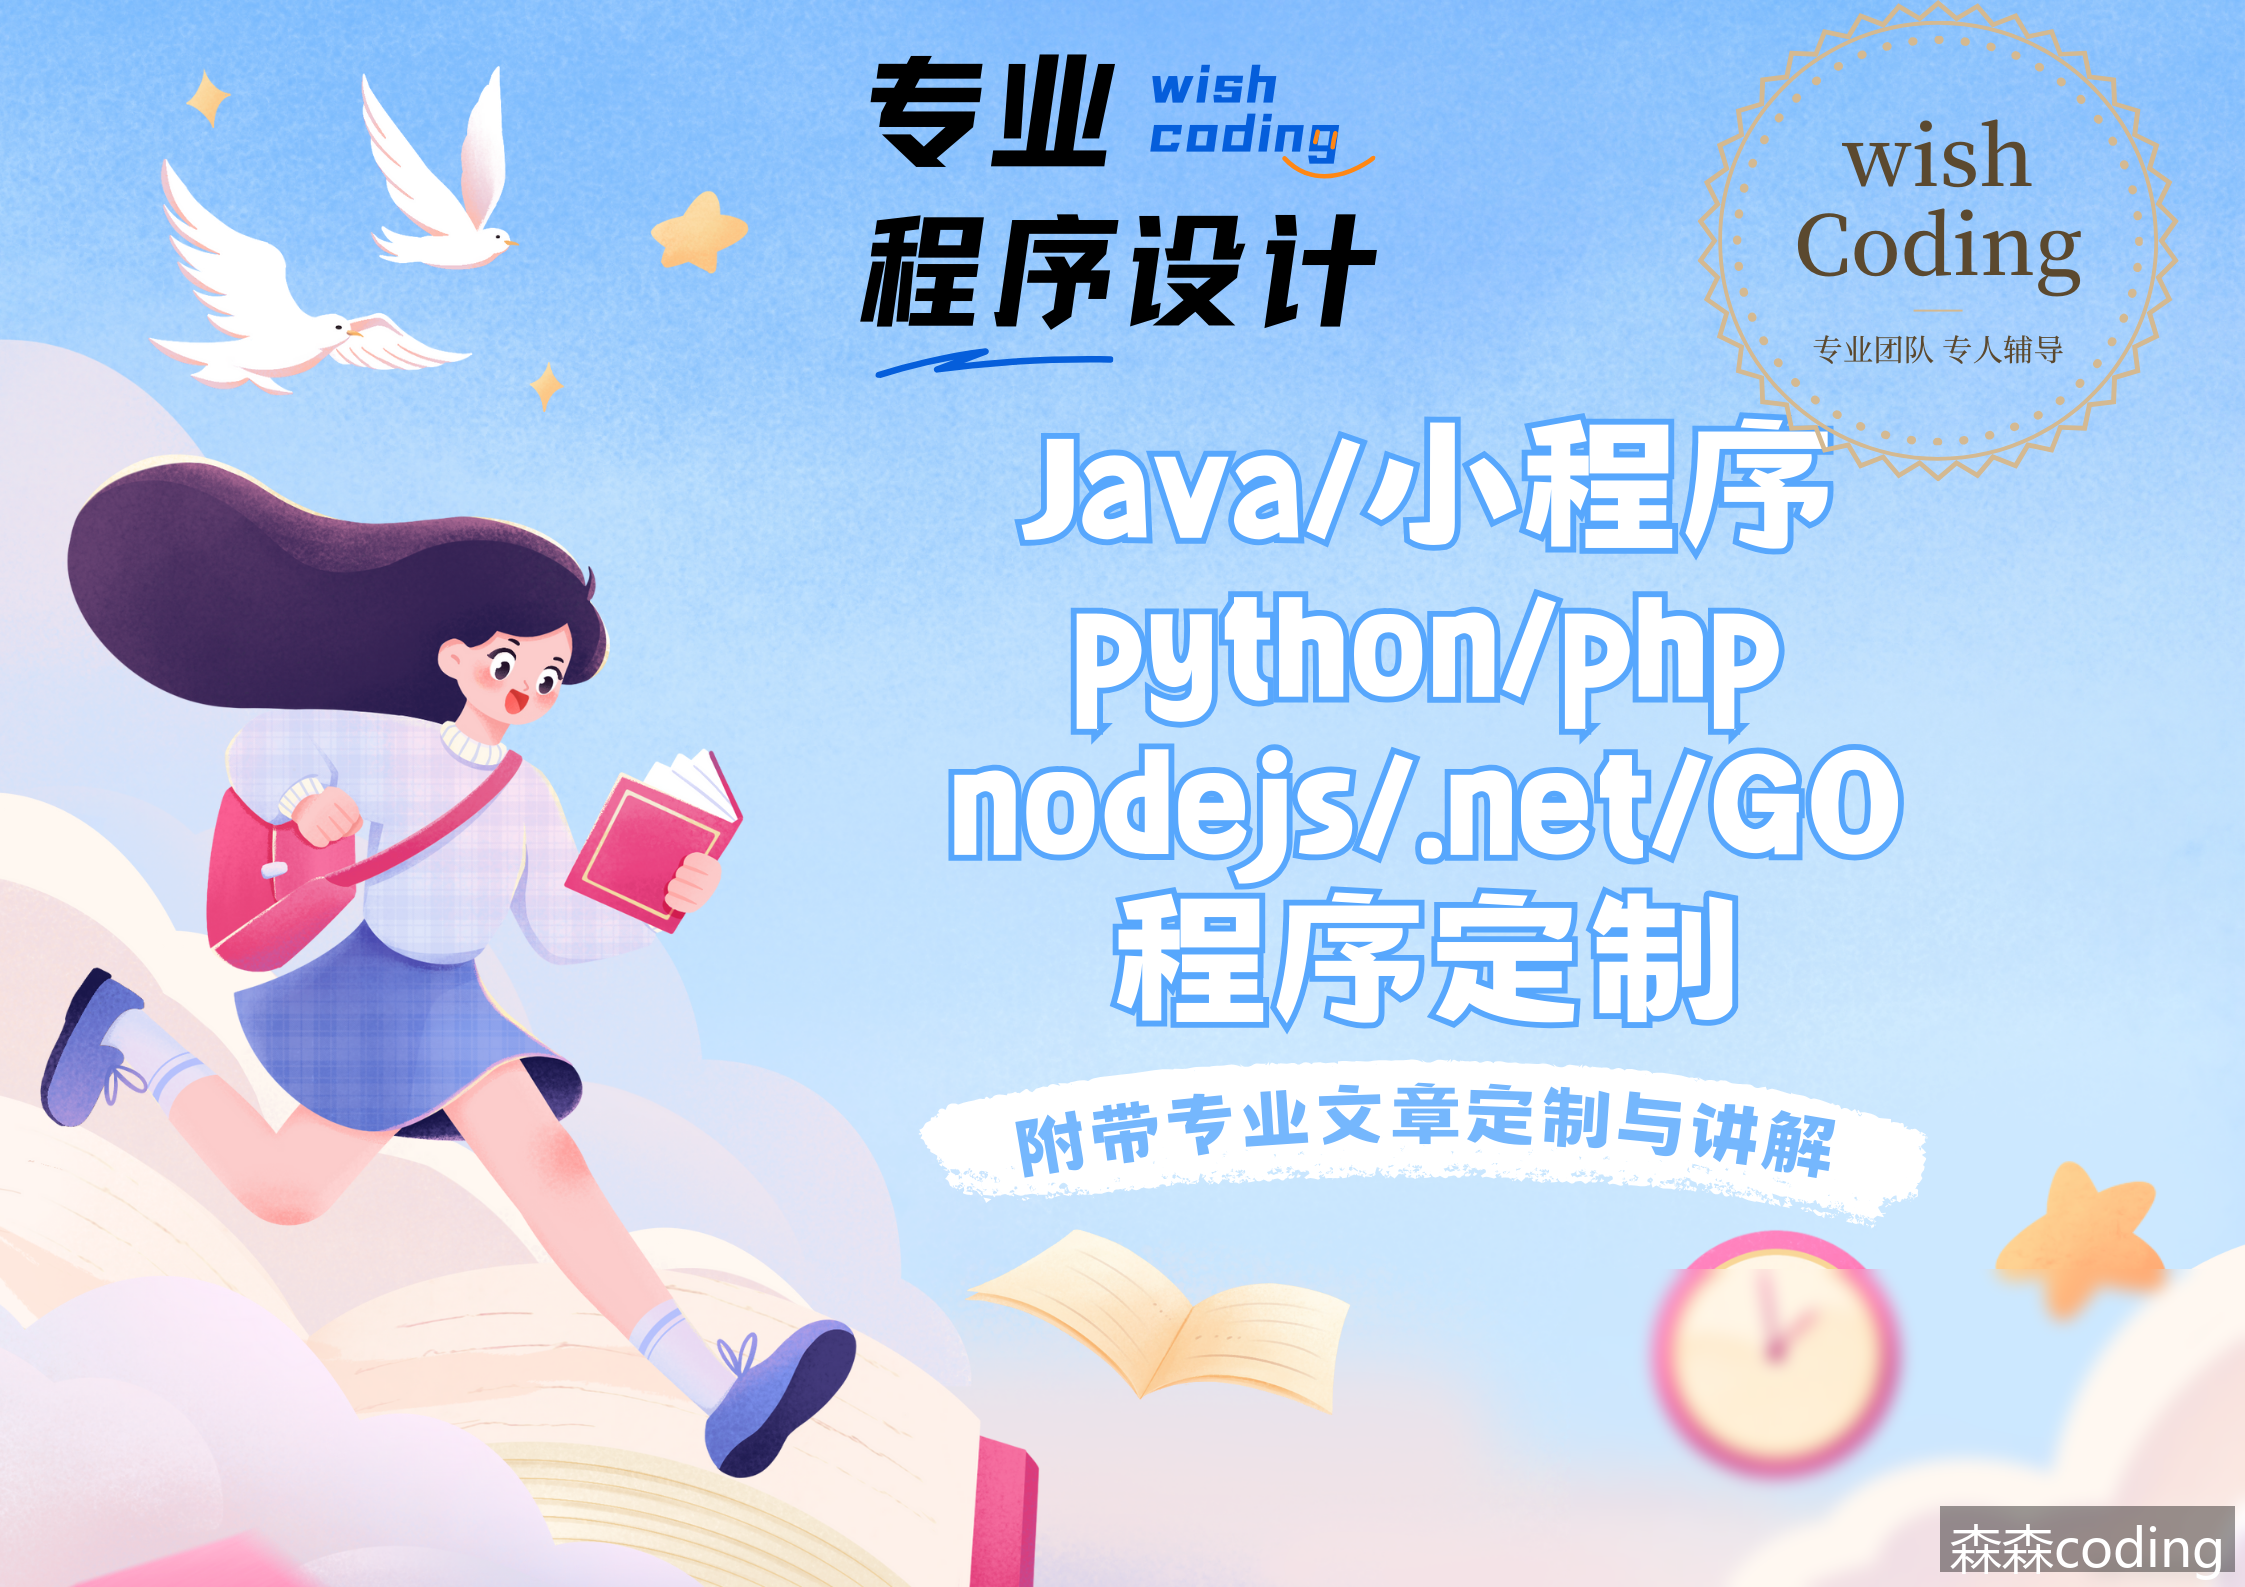 专业
wish
coding
程序设计
wish
Coding
专业团队 专人辅导
Java/小程序
python/php
nodejs/.net/GO
程序定制
附带专业文章定制与讲解
森森coding